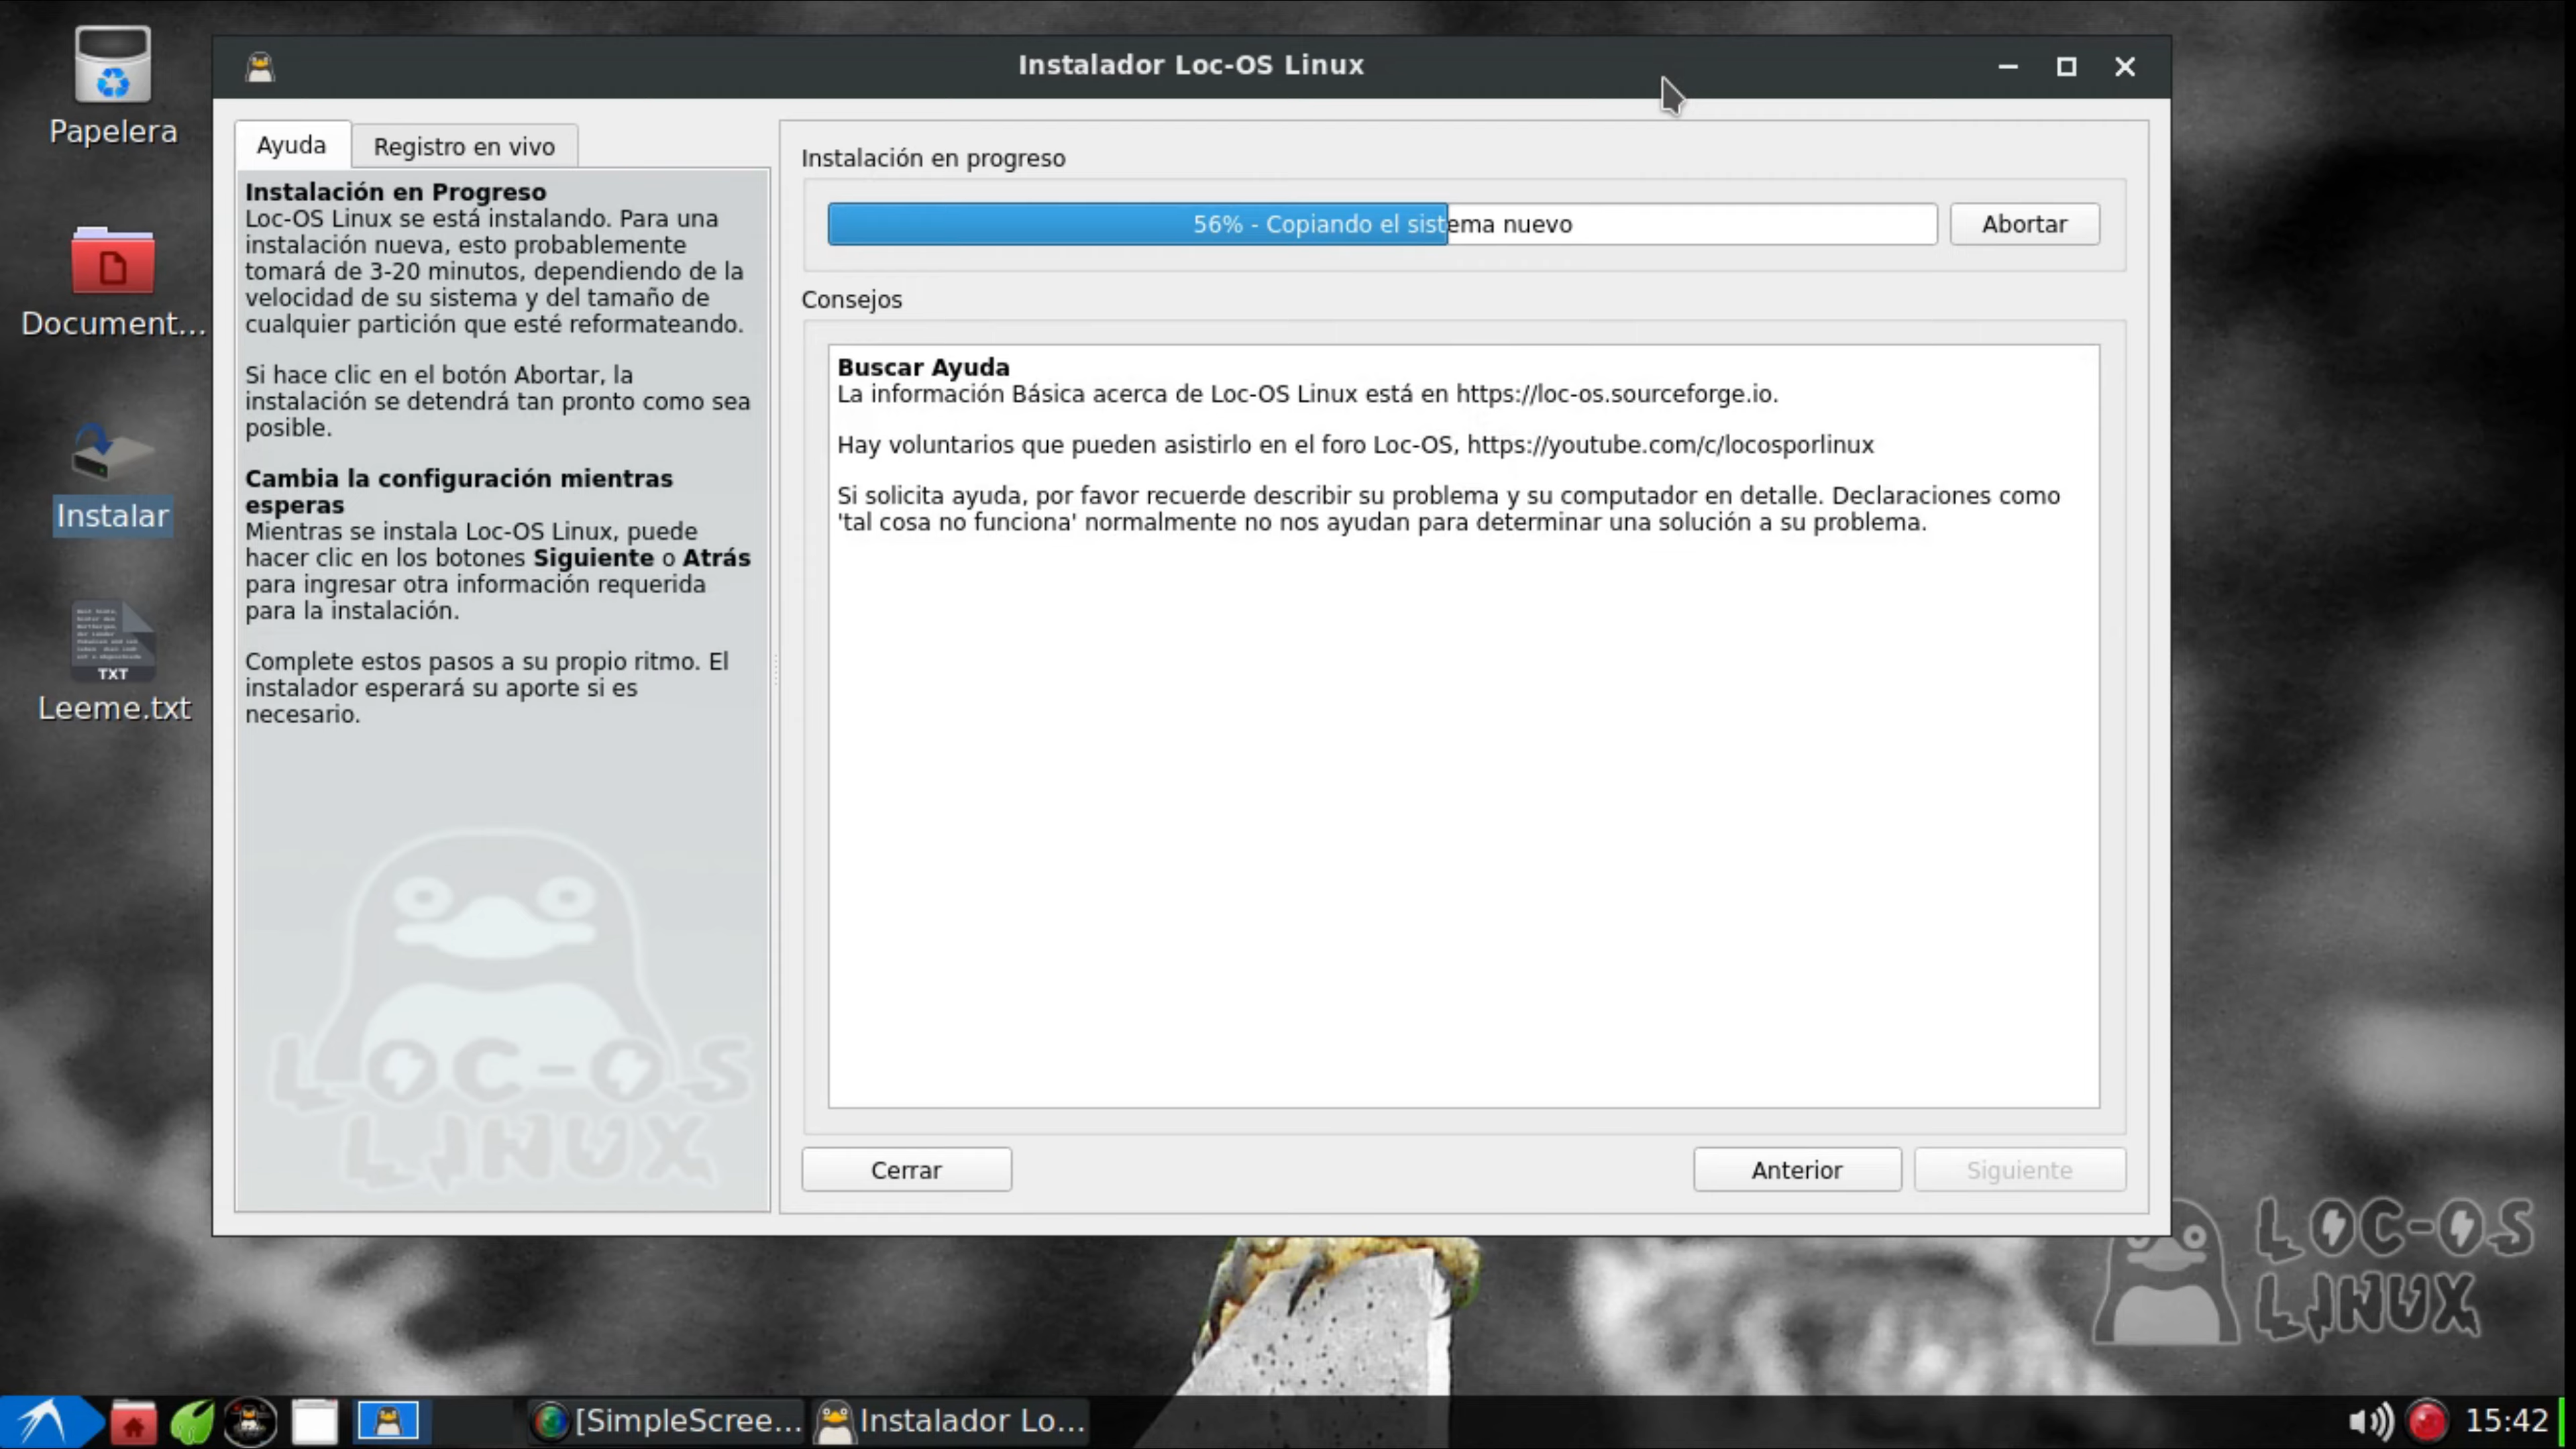 Papelera
Document...
Instalar
TXT
Leeme.txt
Instalador Loc-OS Linux
Ayuda
Registro en vivo
Instalación en Progreso
Loc-OS Linux se está instalando. Para una
instalación nueva, esto probablemente
tomará de 3-20 minutos, dependiendo de la
velocidad de su sistema y del tamaño de
cualquier partición que esté reformateando.
Si hace clic en el botón Abortar, la
instalación se detendrá tan pronto como sea
posible.
Cambia la configuración mientras
esperas
Mientras se instala Loc-OS Linux, puede
hacer clic en los botones Siguiente o Atrás
para ingresar otra información requerida
para la instalación.
Complete estos pasos a su propio ritmo. El
instalador esperará su aporte si es
necesario.
LOC-OS
LINUX
Instalación en progreso
56% - Copiando el sistema nuevo
Abortar
Consejos
Buscar Ayuda
La información Básica acerca de Loc-OS Linux está en https://loc-os.sourceforge.io.
Hay voluntarios que pueden asistirlo en el foro Loc-OS, https://youtube.com/c/locosporlinux
Si solicita ayuda, por favor recuerde describir su problema y su computador en detalle. Declaraciones como
'tal cosa no funciona' normalmente no nos ayudan para determinar una solución a su problema.
Cerrar
Anterior
Siguiente
LOC-OS
LINUX
[SimpleScree...
Instalador Lo...
15:42